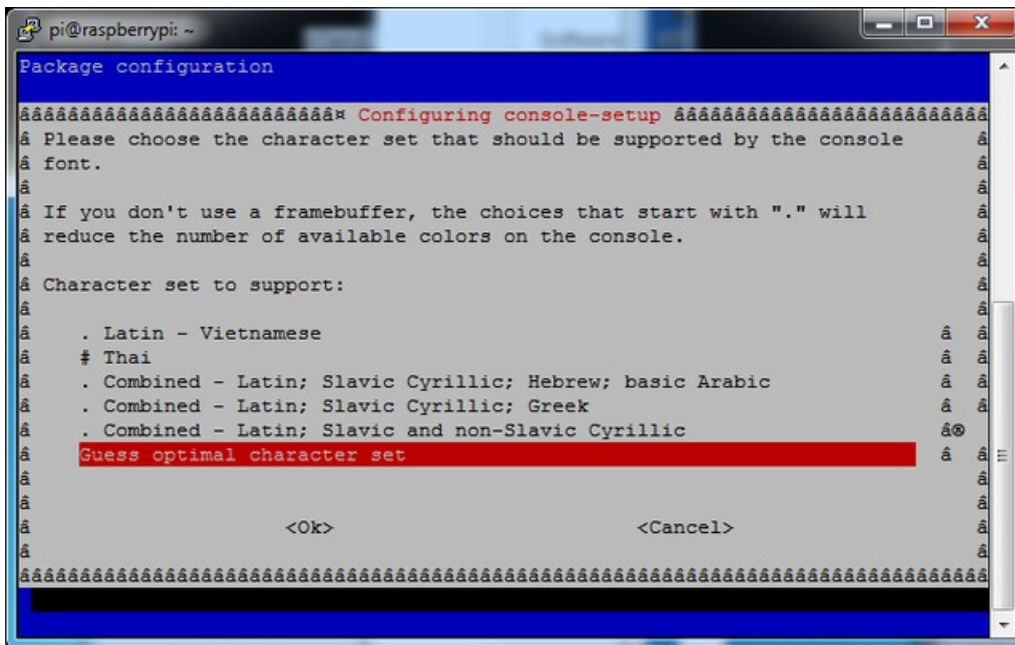 pi@raspberrypi: ~
Package configuration
ââââââââââââââââââââââââââ¤ Configuring console-setup ââââââââââââââââââââââââââ
â Please choose the character set that should be supported by the console â
â font. â
â â
â If you don't use a framebuffer, the choices that start with "." will â
â reduce the number of available colors on the console. â
â â
â Character set to support: â
â â
â . Latin - Vietnamese â â
â # Thai â â
â . Combined - Latin; Slavic Cyrillic; Hebrew; basic Arabic â â
â . Combined - Latin; Slavic Cyrillic; Greek â â
â . Combined - Latin; Slavic and non-Slavic Cyrillic â®
â Guess optimal character set â â
â â
â â
â <Ok> <Cancel> â
â â
ââââââââââââââââââââââââââââââââââââââââââââââââââââââââââââââââââââââââââââââââ